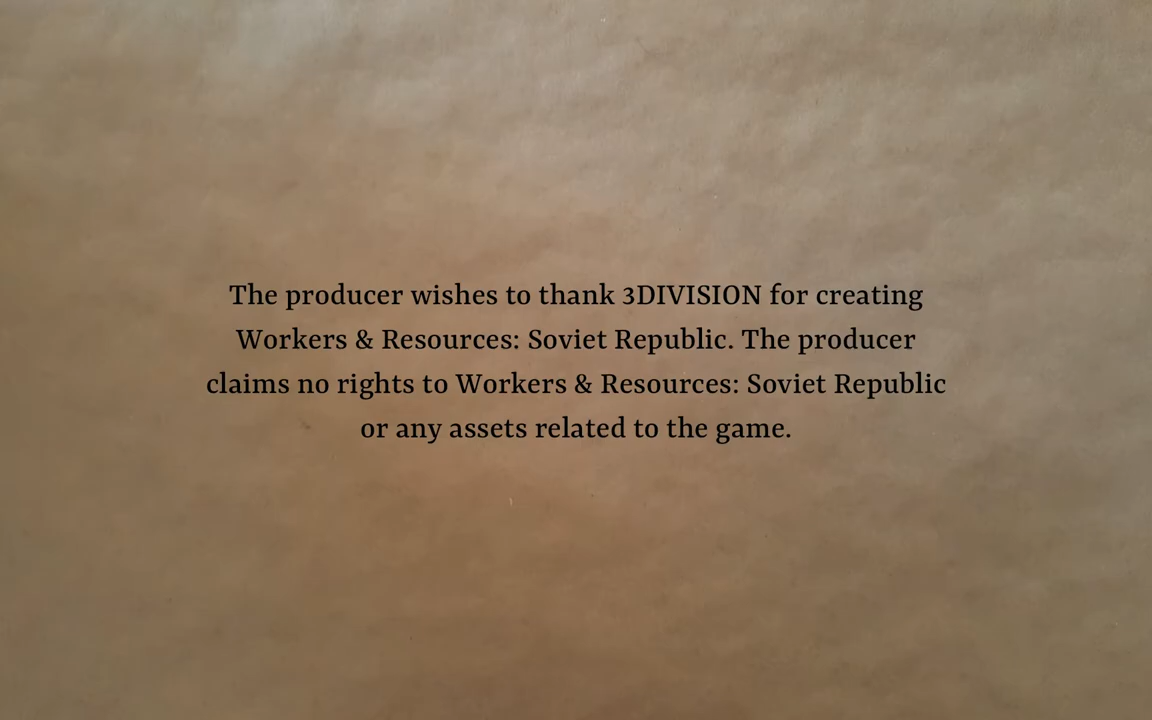 The producer wishes to thank 3DIVISION for creating
Workers & Resources: Soviet Republic. The producer
claims no rights to Workers & Resources: Soviet Republic
or any assets related to the game.